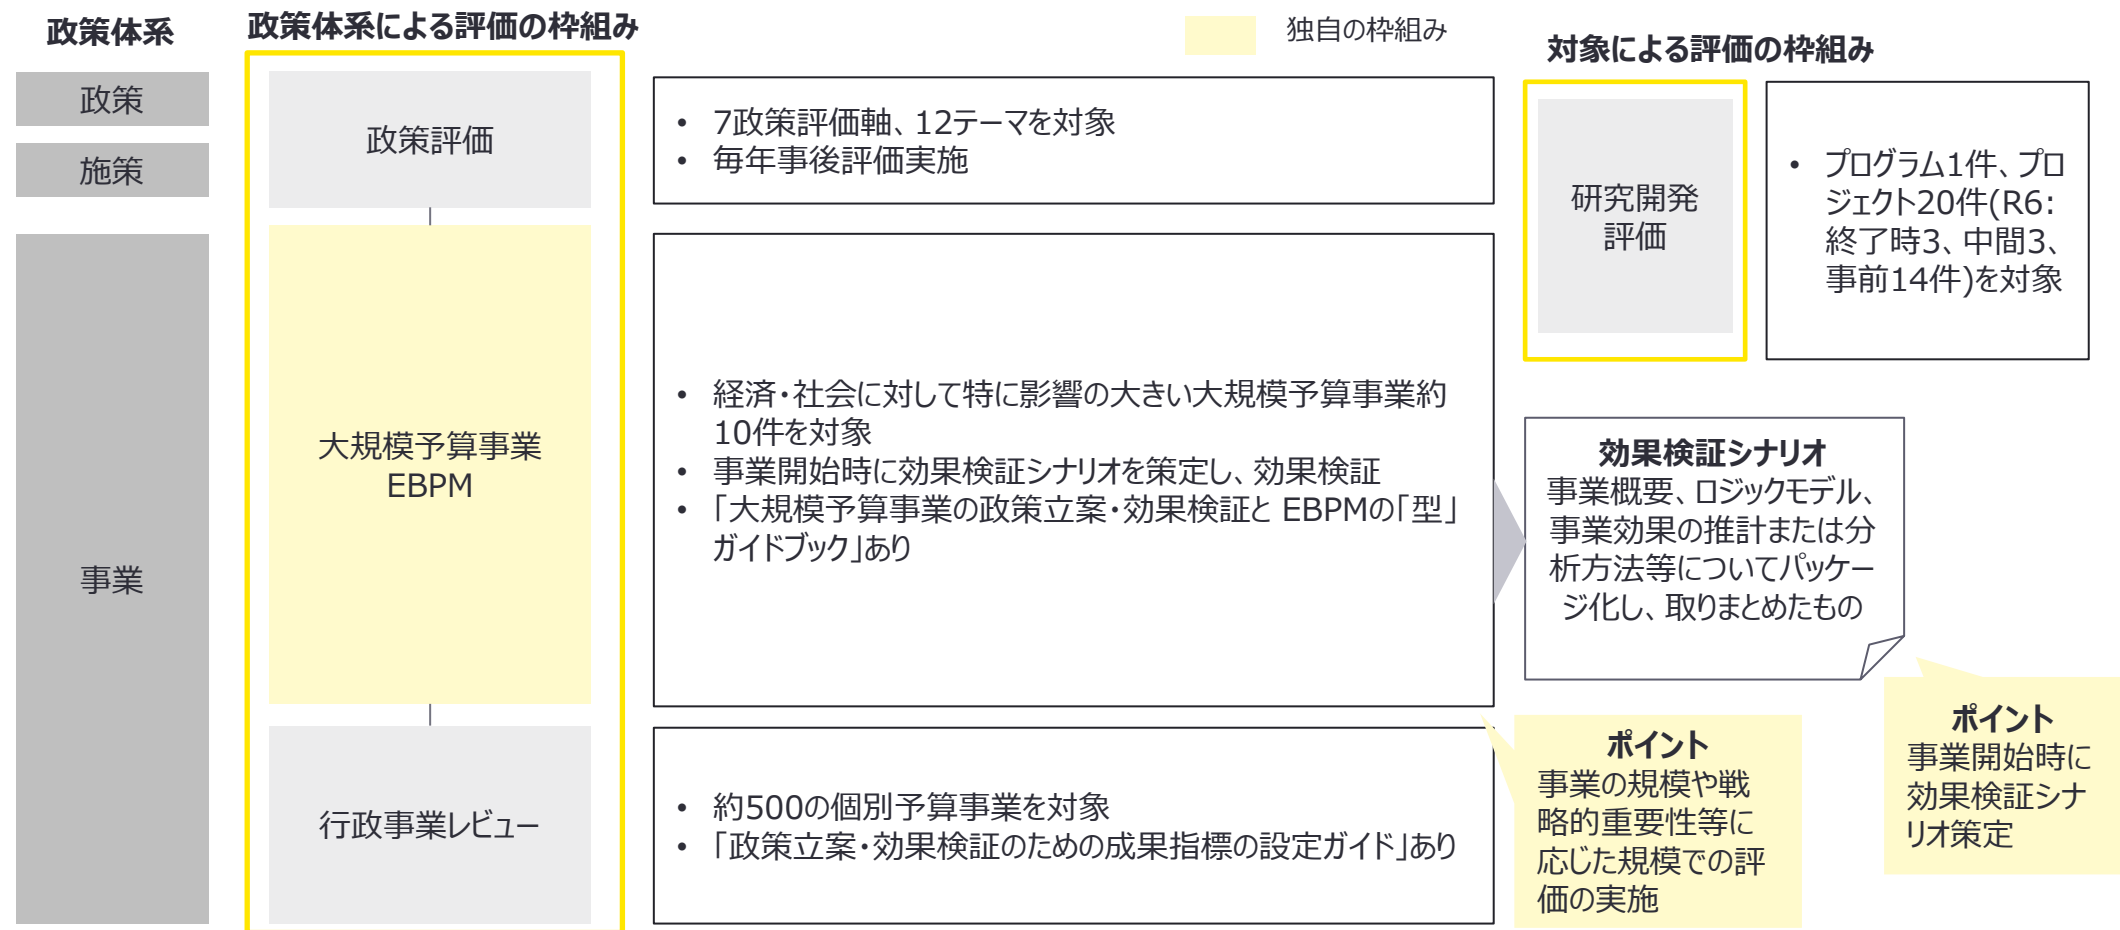 政策体系
政策体系による評価の枠組み
独自の枠組み
対象による評価の枠組み
政策
施策
事業
政策評価
• 7政策評価軸、12テーマを対象
• 毎年事後評価実施
大規模予算事業
EBPM
• 経済・社会に対して特に影響の大きい大規模予算事業約
10件を対象
• 事業開始時に効果検証シナリオを策定し、効果検証
• 「大規模予算事業の政策立案・効果検証と EBPMの「型」
ガイドブック」あり
行政事業レビュー
• 約500の個別予算事業を対象
• 「政策立案・効果検証のための成果指標の設定ガイド」あり
研究開発
評価
• プログラム1件、プロ
ジェクト20件(R6:
終了時3、中間3、
事前14件)を対象
効果検証シナリオ
事業概要、ロジックモデル、
事業効果の推計または分
析方法等についてパッケー
ジ化し、取りまとめたもの
ポイント
事業の規模や戦
略的重要性等に
応じた規模での評
価の実施
ポイント
事業開始時に
効果検証シナ
リオ策定